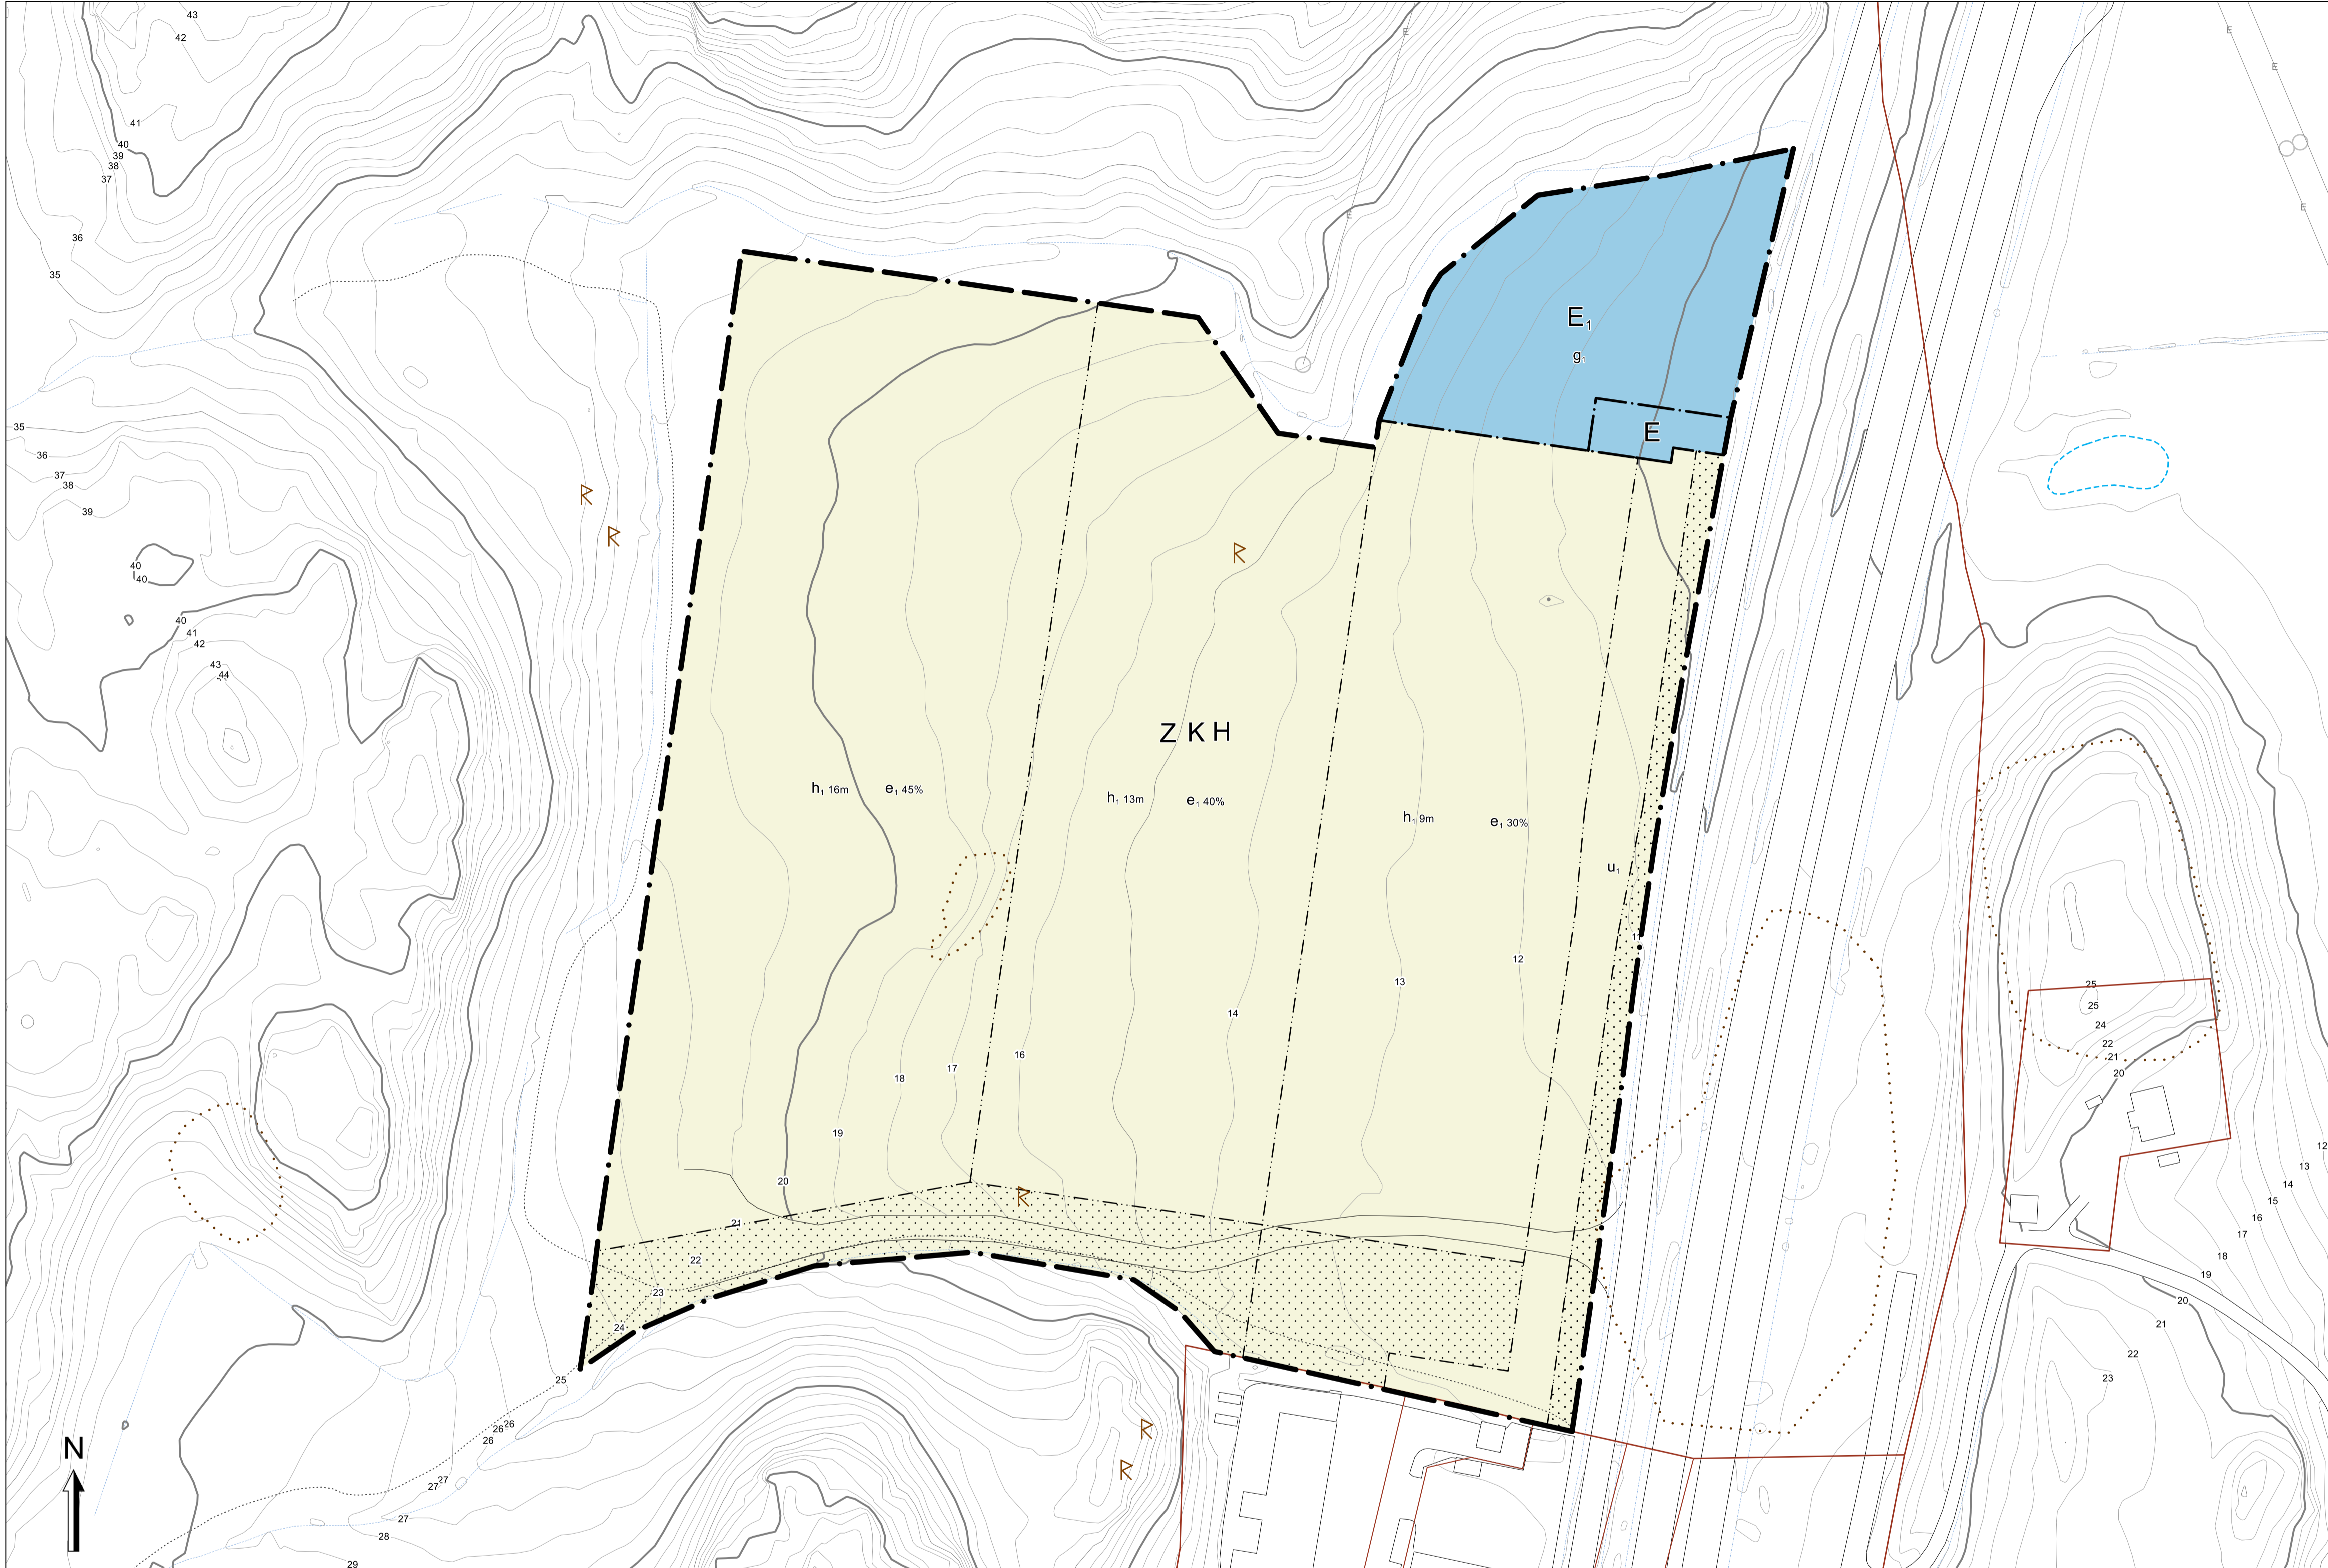 43
42
E
E
E
41
40
39
38
37
E
E
36
35
E₁
g₁
35
E
36
37
38
R
39
R
R
40
40
40
41
42
43
44
Z K H
h₁ 16m
e₁ 45%
h₁ 13m
e₁ 40%
h₁ 9m
e₁ 30%
u₁
11
12
13
25
25
14
24
16
22
17
21
18
20
19
12
13
20
14
R
15
21
16
17
22
18
19
23
20
24
21
22
25
23
26
R
26
26
N
R
27
27
27
28
29